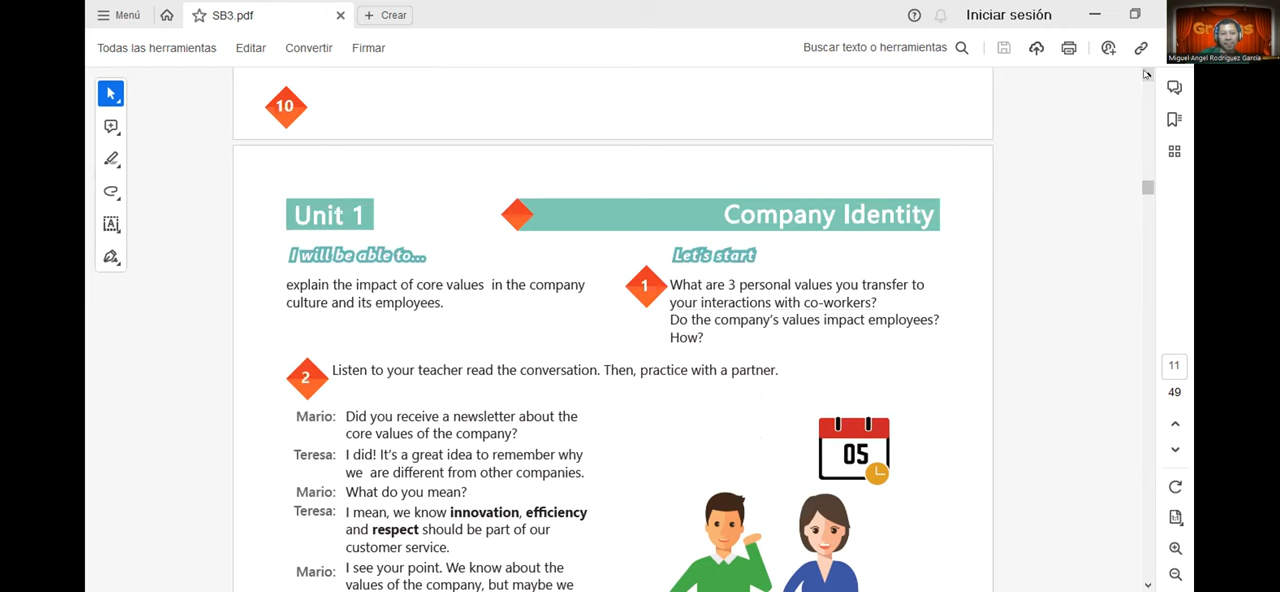 Menú
SB3.pdf
Crear
Iniciar sesión
Todas las herramientas
Editar
Convertir
Firmar
Buscar texto o herramientas
Miguel Angel Rodríguez García
10
Unit 1
Company Identity
I will be able to...
explain the impact of core values in the company
culture and its employees.
Let's start
1
What are 3 personal values you transfer to
your interactions with co-workers?
Do the company's values impact employees?
How?
2
Listen to your teacher read the conversation. Then, practice with a partner.
Mario: Did you receive a newsletter about the
core values of the company?
Teresa: I did! It's a great idea to remember why
we are different from other companies.
Mario: What do you mean?
Teresa: I mean, we know innovation, efficiency
and respect should be part of our
customer service.
Mario: I see your point. We know about the
values of the company, but maybe we
05
11
49